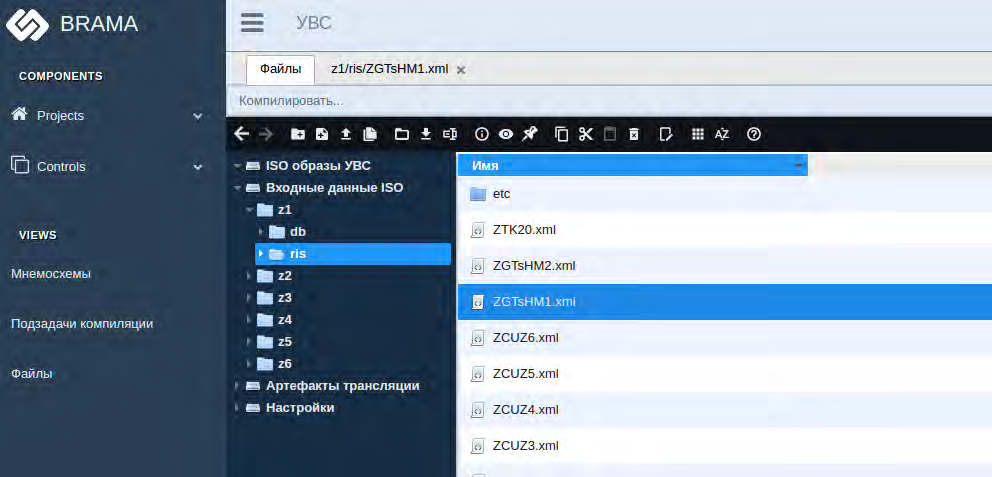 BRAMA
УВС
COMPONENTS
Projects
Controls
VIEWS
Мнемосхемы
Подзадачи компиляции
Файлы
Файлы
z1/ris/ZGTsHM1.xml
Компилировать...
ISO образы УВС
Входные данные ISO
z1
db
ris
z2
z3
z4
z5
z6
Артефакты трансляции
Настройки
Имя
etc
ZTK20.xml
ZGTsHM2.xml
ZGTsHM1.xml
ZCUZ6.xml
ZCUZ5.xml
ZCUZ4.xml
ZCUZ3.xml